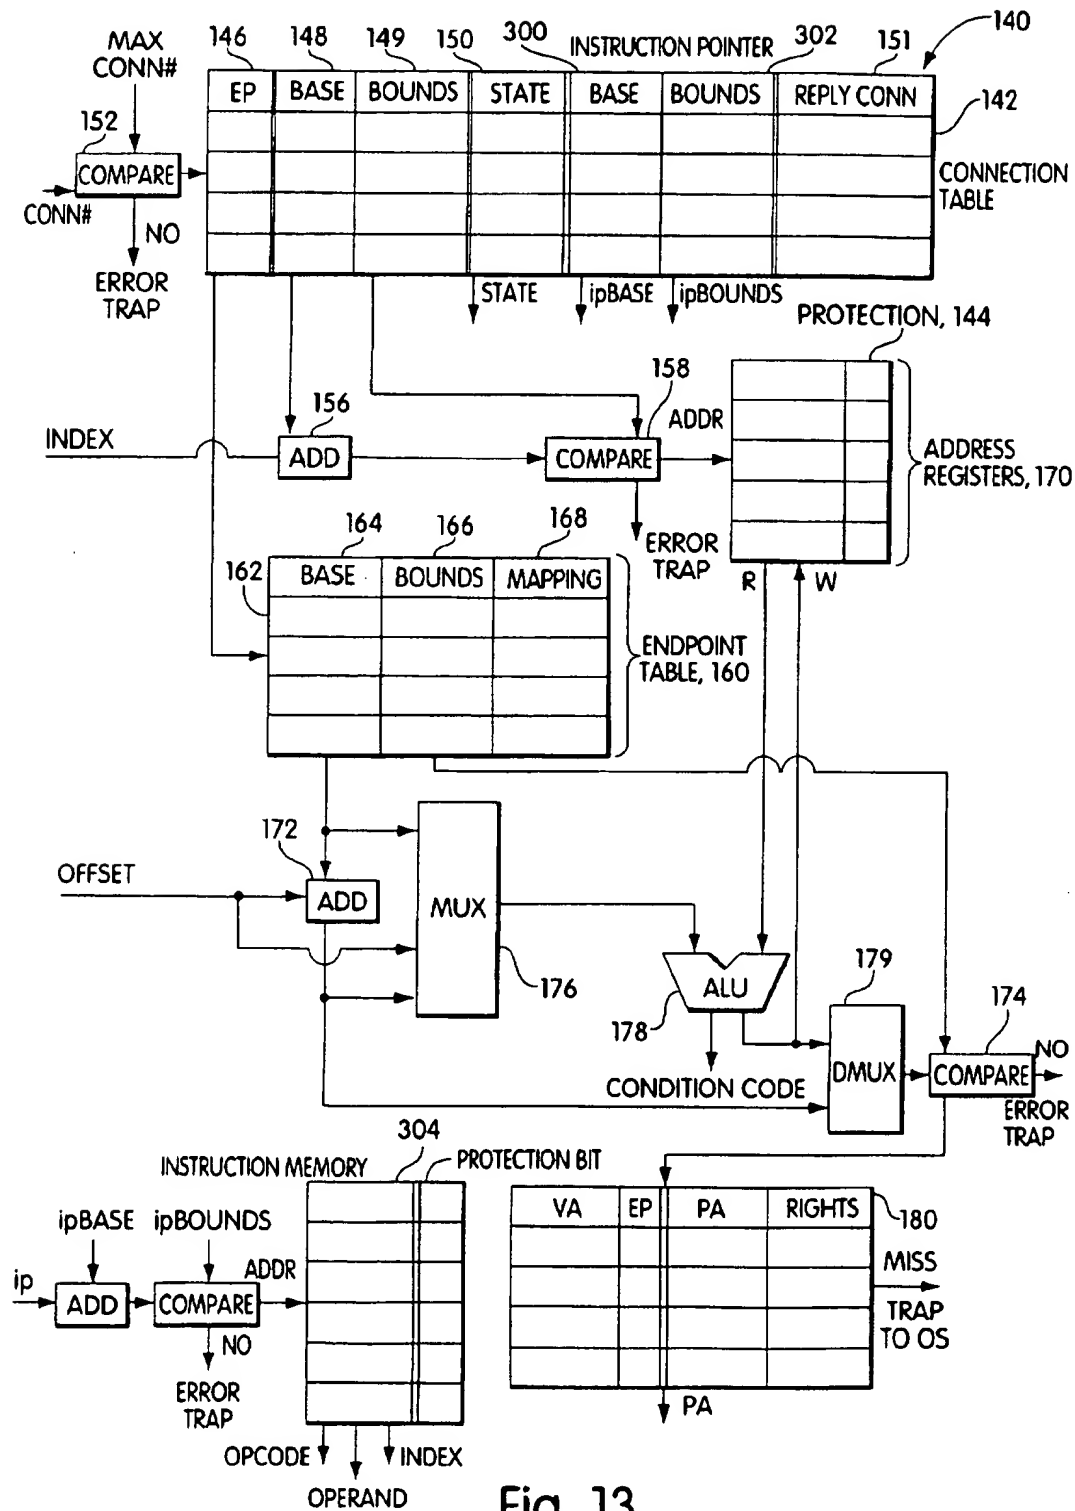 146
148
149
150
300
INSTRUCTION POINTER
302
151
140
MAX
CONN#
EP
BASE
BOUNDS
STATE
BASE
BOUNDS
REPLY CONN
142
152
COMPARE
CONNECTION
TABLE
CONN#
NO
ERROR
TRAP
STATE
ipBASE
ipBOUNDS
PROTECTION, 144
158
156
ADDR
INDEX
ADD
COMPARE
ADDRESS
REGISTERS, 170
ERROR
TRAP
164
166
168
162
BASE
BOUNDS
MAPPING
R
W
ENDPOINT
TABLE, 160
172
OFFSET
ADD
MUX
176
ALU
178
179
174
CONDITION CODE
DMUX
COMPARE
NO
ERROR
TRAP
304
INSTRUCTION MEMORY
PROTECTION BIT
ipBASE
ipBOUNDS
VA
EP
PA
RIGHTS
180
ip
ADD
COMPARE
ADDR
MISS
TRAP
TO OS
NO
ERROR
TRAP
PA
OPCODE
INDEX
OPERAND
Fig. 13